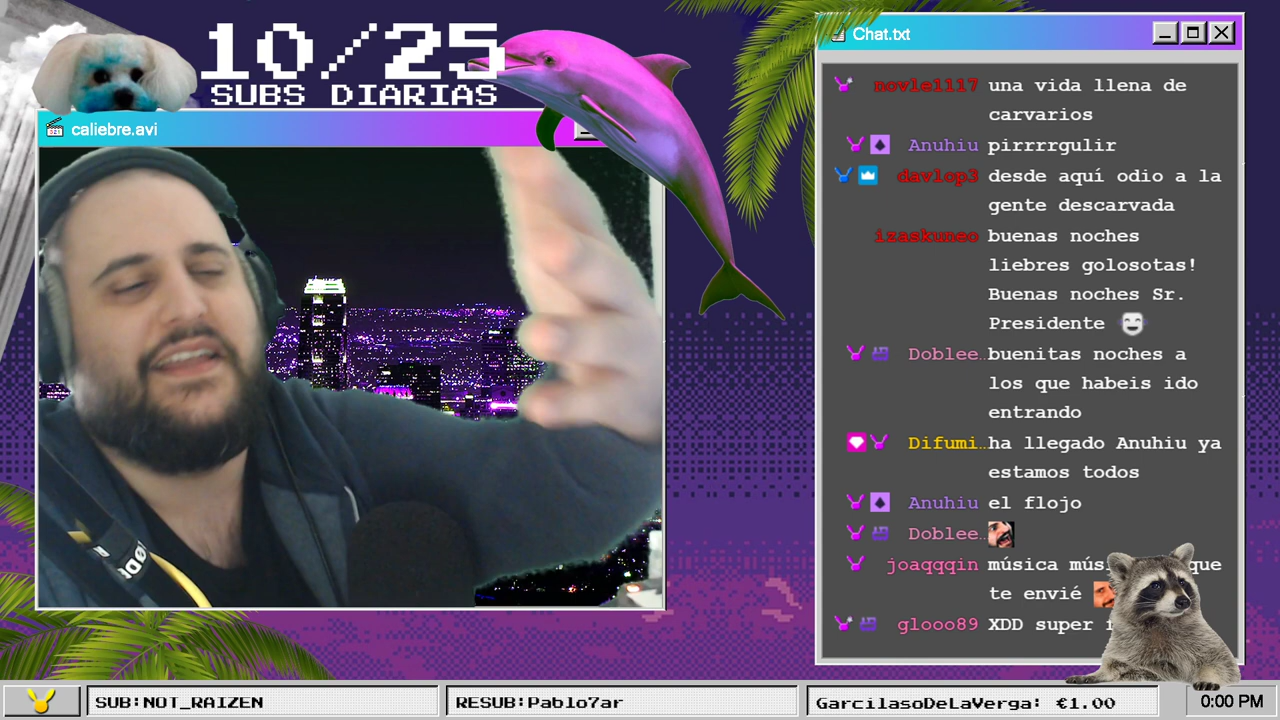 10/25
SUBS DIARIAS
caliebre.avi
Chat.txt
novle1117 una vida llena de
carvarios
Anuhiu pirrrrgulir
davlop3 desde aquí odio a la
gente descarvada
izaskuneo buenas noches
liebres golosotas!
Buenas noches Sr.
Presidente
Doblee… buenitas noches a
los que habeis ido
entrando
Difumi… ha llegado Anuhiu ya
estamos todos
Anuhiu el flojo
Doblee…
joaqqqin música que
te envié
glooo89 XDD super
SUB:NOT_RAIZEN
RESUB:Pablo7ar
GarcilasoDeLaVerga: €1.00
0:00 PM